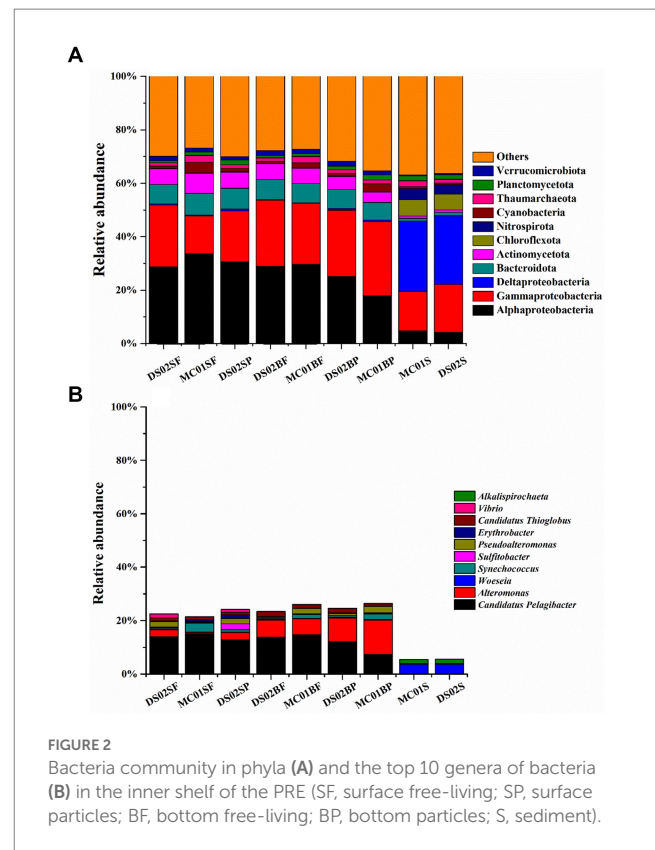 A
100%
80%
60%
40%
20%
0%
Relative abundance
Others
Verrucomicrobiota
Planctomycetota
Thaumarchaeota
Cyanobacteria
Nitrospirota
Chloroflexota
Actinomycetota
Bacteroidota
Deltaproteobacteria
Gammaproteobacteria
Alphaproteobacteria
DS02SF MC01SF DS02SP DS02BF MC01BF DS02BP MC01BP MC01S DS02S
B
100%
80%
60%
40%
20%
0%
Relative abundance
Alkalispirochaeta
Vibrio
Candidatus Thioglobus
Erythrobacter
Pseudoalteromonas
Sulfitobacter
Synechococcus
Woeseia
Alteromonas
Candidatus Pelagibacter
DS02SF MC01SF DS02SP DS02BF MC01BF DS02BP MC01BP MC01S DS02S
FIGURE 2
Bacteria community in phyla (A) and the top 10 genera of bacteria
(B) in the inner shelf of the PRE (SF, surface free-living; SP, surface
particles; BF, bottom free-living; BP, bottom particles; S, sediment).